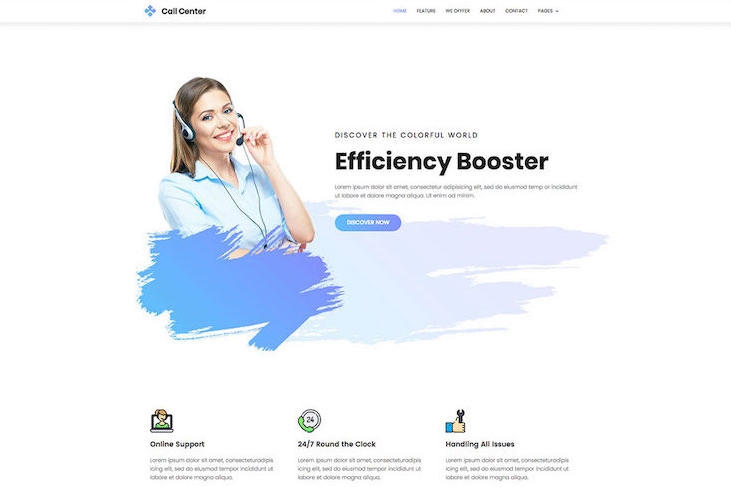 Call Center
HOME FEATURE WE OFFFER ABOUT CONTACT PAGES
DISCOVER THE COLORFUL WORLD
Efficiency Booster
Lorem ipsum dolor sit amet, consectetur adipisicing elit, sed do eiusmod temp or incididunt
ut labore et dolore magna aliqua. Ut enim ad minim.
DISCOVER NOW
24
Online Support
Lorem ipsum dolor sit amet, consecteturadipis
icing elit, sed do eiusmod tempor incididunt ut
labore et dolore magna aliqua.
24/7 Round the Clock
Lorem ipsum dolor sit amet, consecteturadipis
icing elit, sed do eiusmod tempor incididunt ut
labore et dolore magna aliqua.
Handling All Issues
Lorem ipsum dolor sit amet, consecteturadipis
icing elit, sed do eiusmod tempor incididunt ut
labore et dolore magna aliqua.